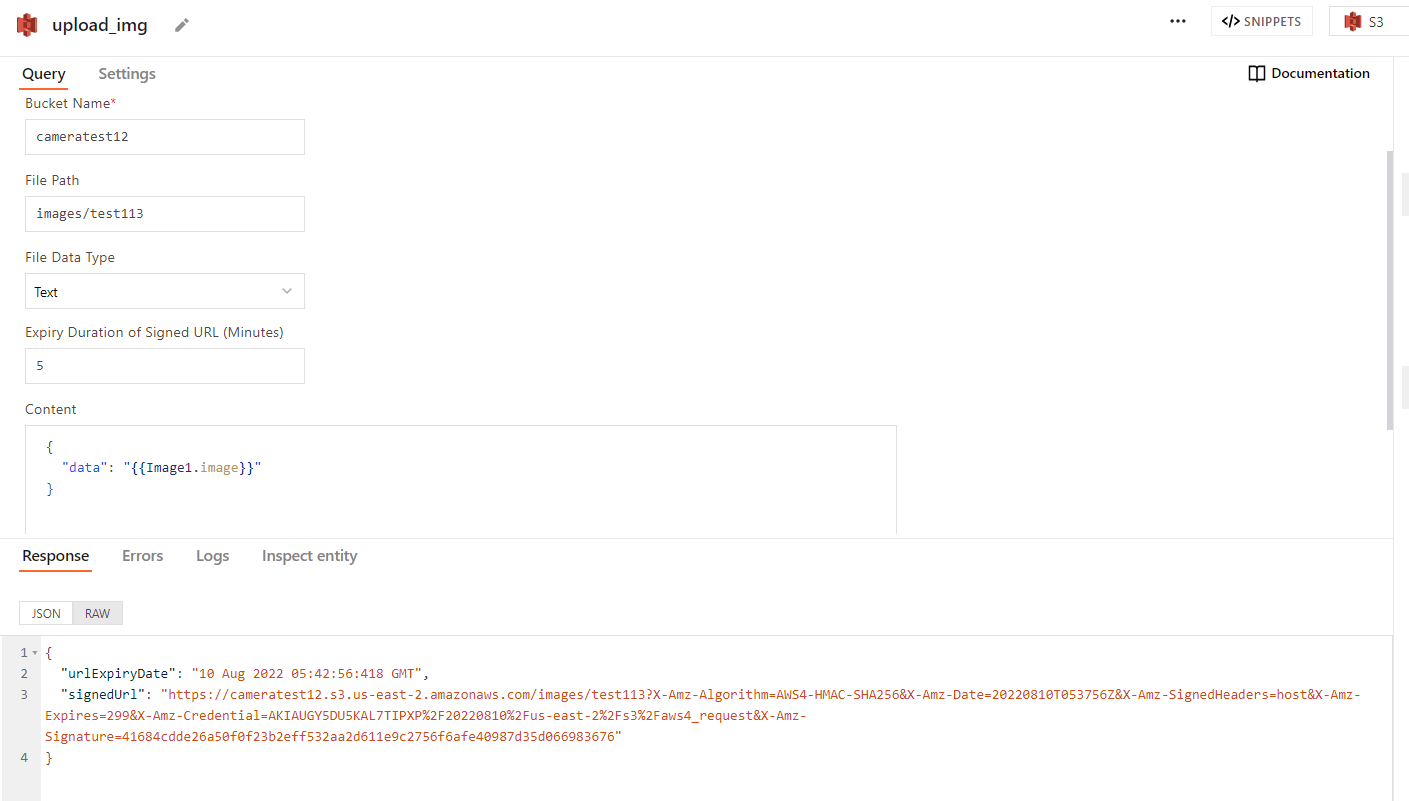 upload_img
••• </> SNIPPETS S3
Query Settings
Documentation
Bucket Name*
cameratest12
File Path
images/test113
File Data Type
Text
Expiry Duration of Signed URL (Minutes)
5
Content
{
"data": "{{Image1.image}}"
}
Response Errors Logs Inspect entity
JSON RAW
1 {
2 "urlExpiryDate": "10 Aug 2022 05:42:56:418 GMT",
3 "signedUrl": "https://cameratest12.s3.us-east-2.amazonaws.com/images/test113?X-Amz-Algorithm=AWS4-HMAC-SHA256&X-Amz-Date=20220810T053756Z&X-Amz-SignedHeaders=host&X-Amz-
Expires=299&X-Amz-Credential=AKIAUGY5DU5KAL7TIPXP%2F20220810%2Fus-east-2%2Fs3%2Faws4_request&X-Amz-
Signature=41684cdde26a50f0f23b2eff532aa2d611e9c2756f6afe40987d35d066983676"
4 }